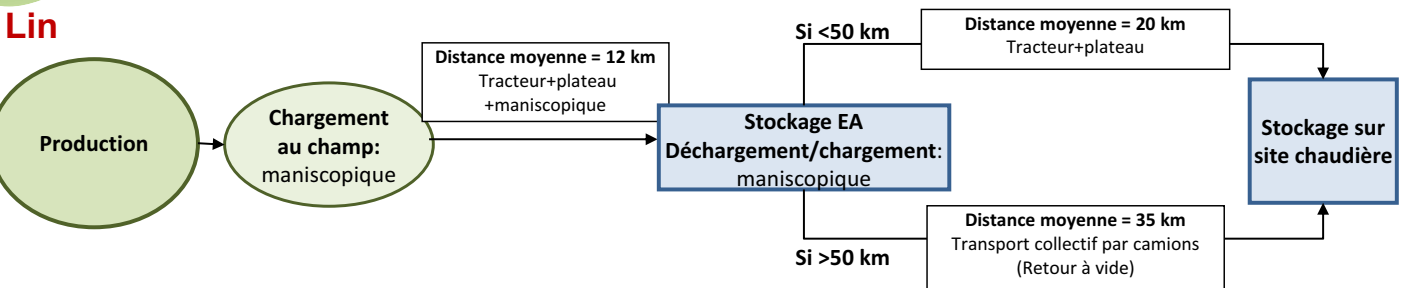 Lin
Production
Chargement
au champ:
maniscopique
Distance moyenne = 12 km
Tracteur+plateau
+maniscopique
Stockage EA
Déchargement/chargement:
maniscopique
Si <50 km
Distance moyenne = 20 km
Tracteur+plateau
Si >50 km
Distance moyenne = 35 km
Transport collectif par camions
(Retour à vide)
Stockage sur
site chaudière